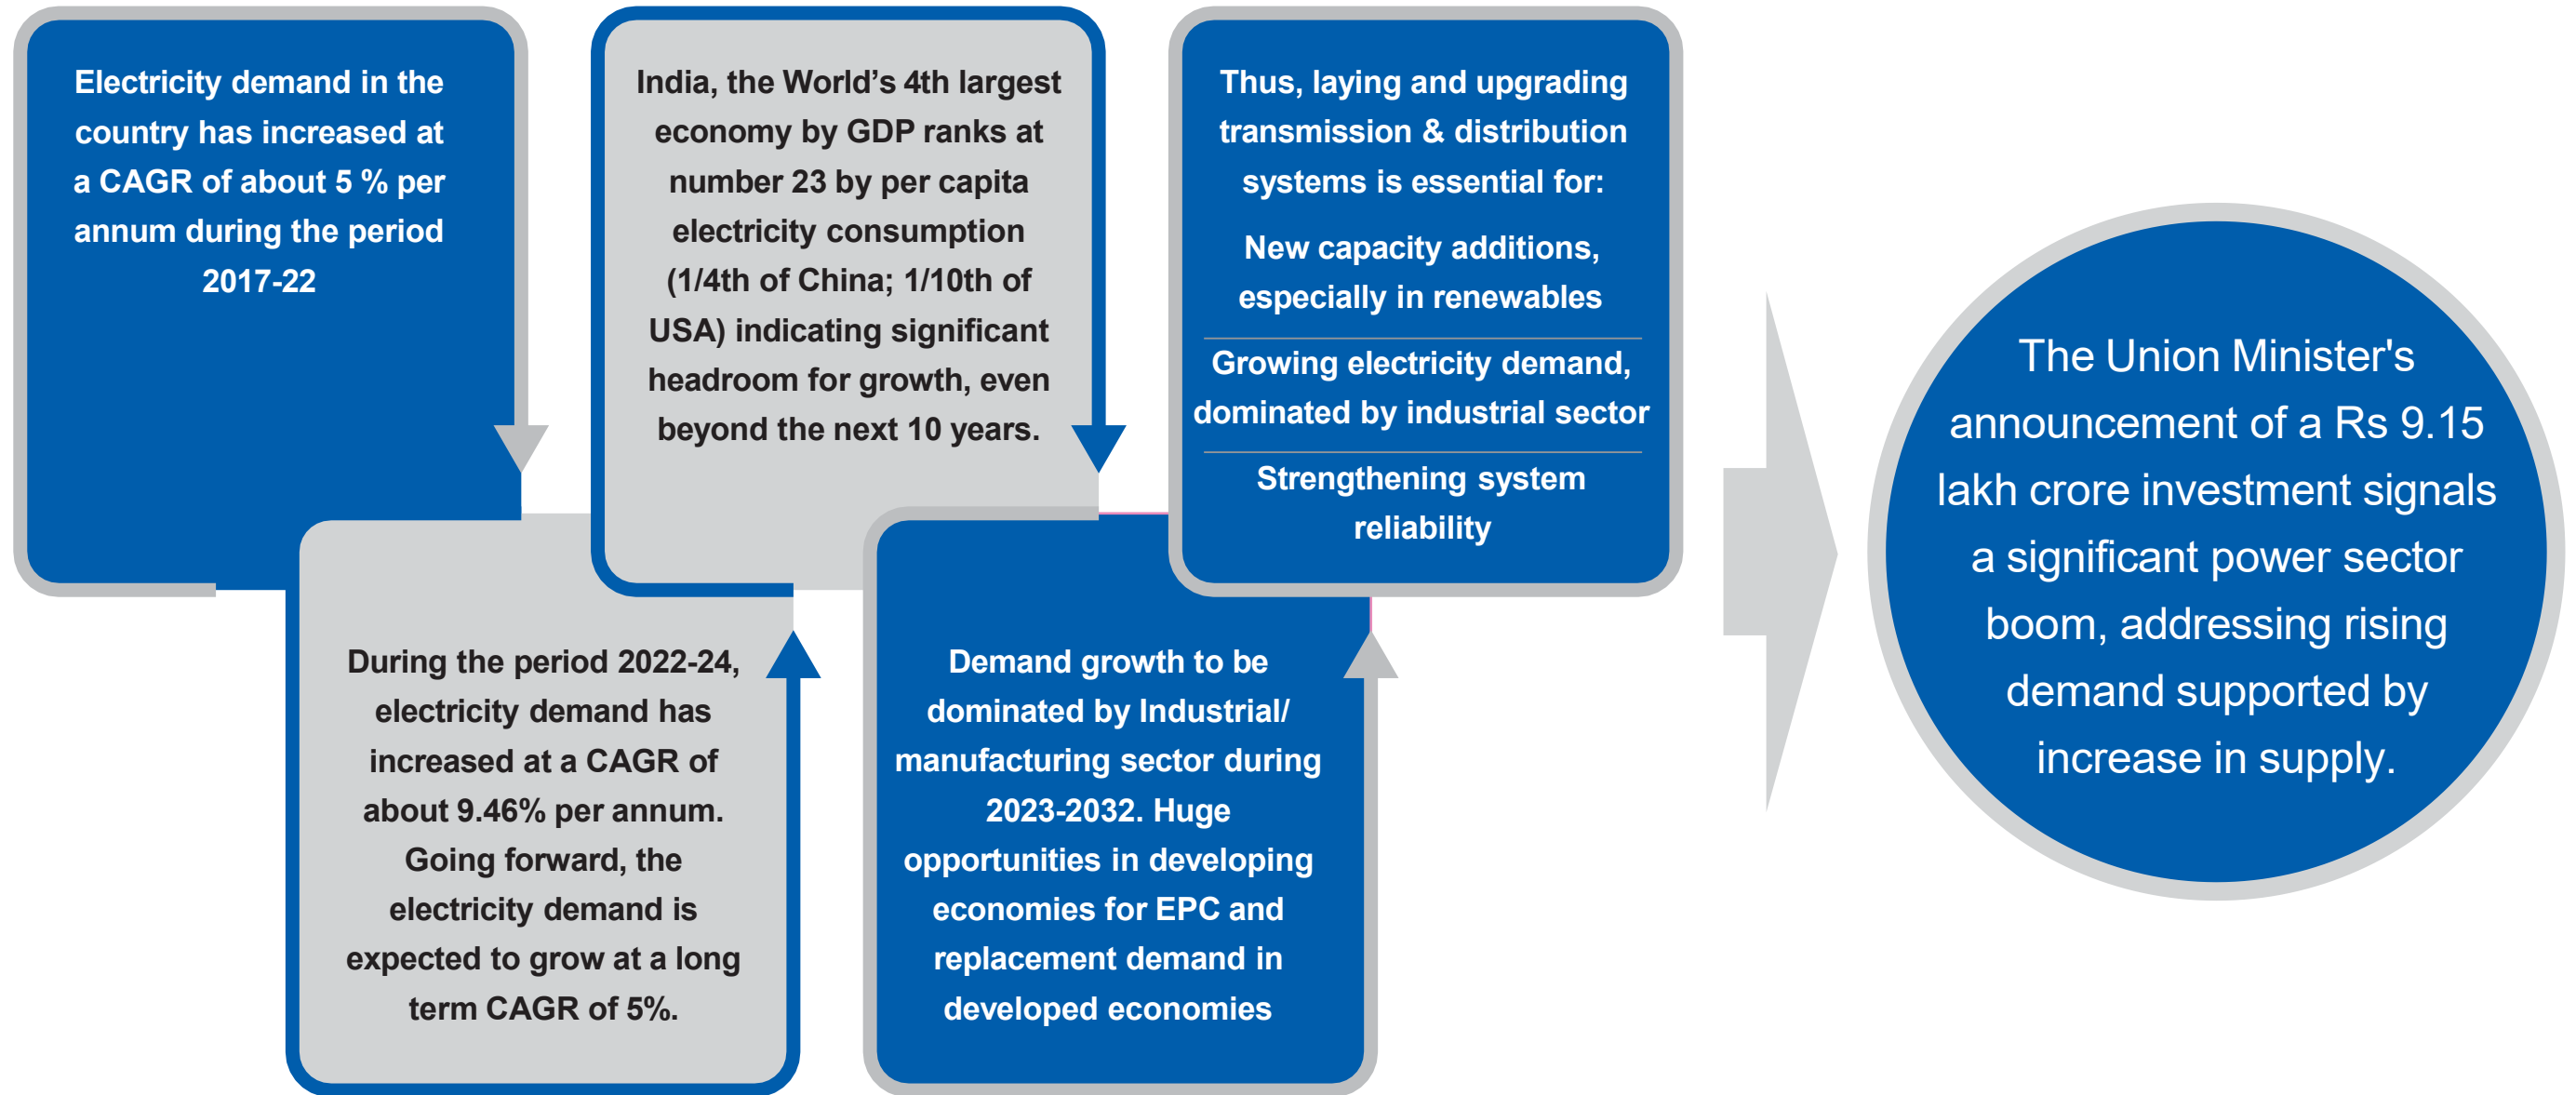 Electricity demand in the
country has increased at
a CAGR of about 5 % per
annum during the period
2017-22
During the period 2022-24,
electricity demand has
increased at a CAGR of
about 9.46% per annum.
Going forward, the
electricity demand is
expected to grow at a long
term CAGR of 5%.
India, the World’s 4th largest
economy by GDP ranks at
number 23 by per capita
electricity consumption
(1/4th of China; 1/10th of
USA) indicating significant
headroom for growth, even
beyond the next 10 years.
Demand growth to be
dominated by Industrial/
manufacturing sector during
2023-2032. Huge
opportunities in developing
economies for EPC and
replacement demand in
developed economies
Thus, laying and upgrading
transmission & distribution
systems is essential for:
New capacity additions,
especially in renewables
Growing electricity demand,
dominated by industrial sector
Strengthening system
reliability
The Union Minister's
announcement of a Rs 9.15
lakh crore investment signals
a significant power sector
boom, addressing rising
demand supported by
increase in supply.